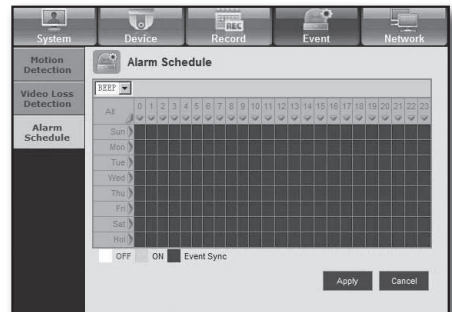 REC
System Device Record Event Network
Motion
Detection
Alarm Schedule
Video Loss
Detection
BEEP
Alarm
Schedule
All 0 1 2 3 4 5 6 7 8 9 10 11 12 13 14 15 16 17 18 19 20 21 22 23
Sun
Mon
Tue
Wed
Thu
Fri
Sat
Hol
OFF ON Event Sync
Apply Cancel